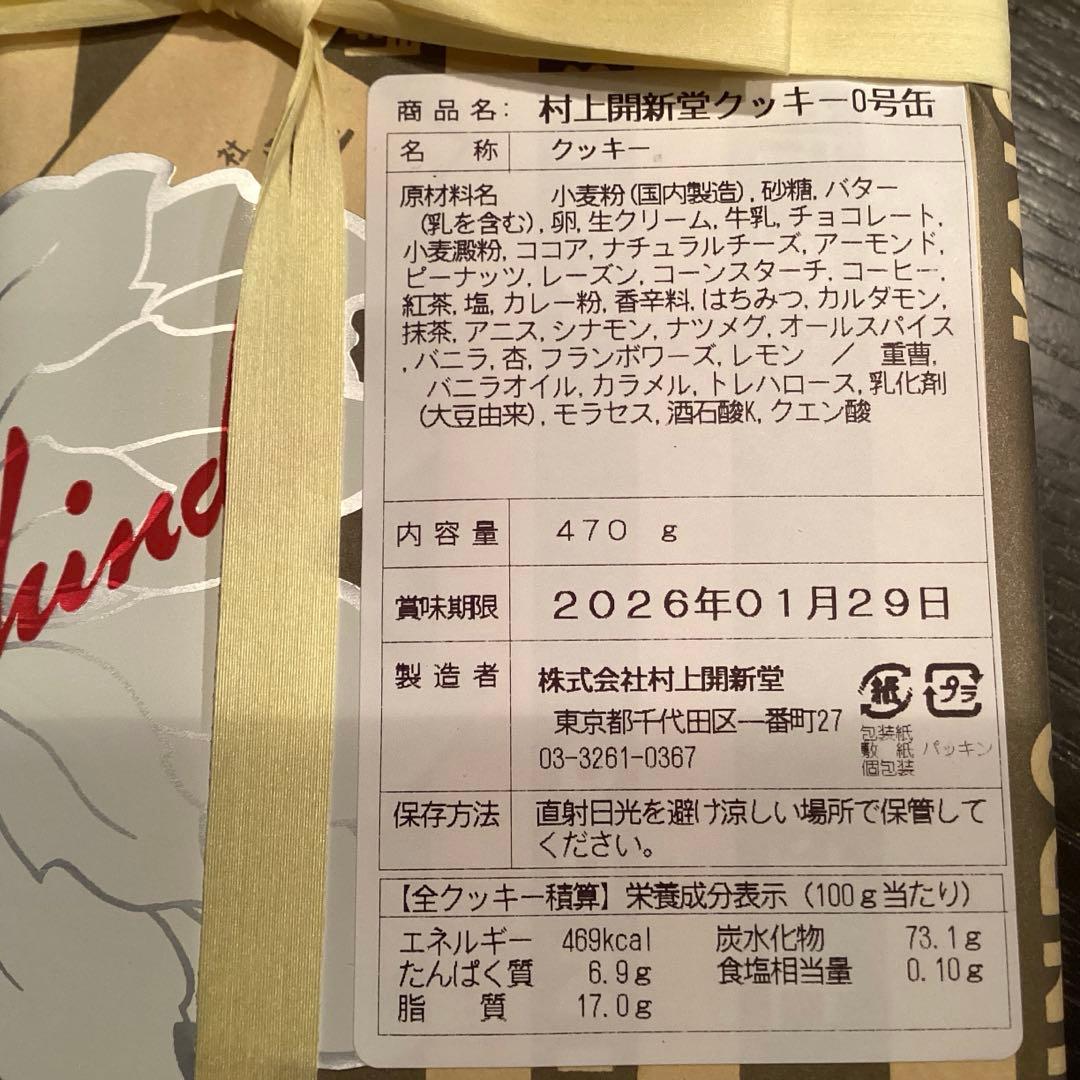 商品名: 村上開新堂クッキー0号缶
名 称 クッキー
原材料名 小麦粉(国内製造), 砂糖, バター
(乳を含む), 卵, 生クリーム, 牛乳, チョコレート,
小麦澱粉, ココア, ナチュラルチーズ, アーモンド,
ピーナッツ, レーズン, コーンスターチ, コーヒー,
紅茶, 塩, カレー粉, 香辛料, はちみつ, カルダモン,
抹茶, アニス, シナモン, ナツメグ, オールスパイス
, バニラ, 杏, フランボワーズ, レモン / 重曹,
バニラオイル, カラメル, トレハロース, 乳化剤
(大豆由来), モラセス, 酒石酸K, クエン酸
内容量 470 g
賞味期限 2026年01月29日
製造者 株式会社村上開新堂
東京都千代田区一番町27
03-3261-0367
紙 プラ
包装紙
敷 紙 パッキン
個包装
保存方法 直射日光を避け涼しい場所で保管して
ください。
【全クッキー積算】栄養成分表示(100g当たり)
エネルギー 469kcal 炭水化物 73.1g
たんぱく質 6.9g 食塩相当量 0.10g
脂 質 17.0g
社